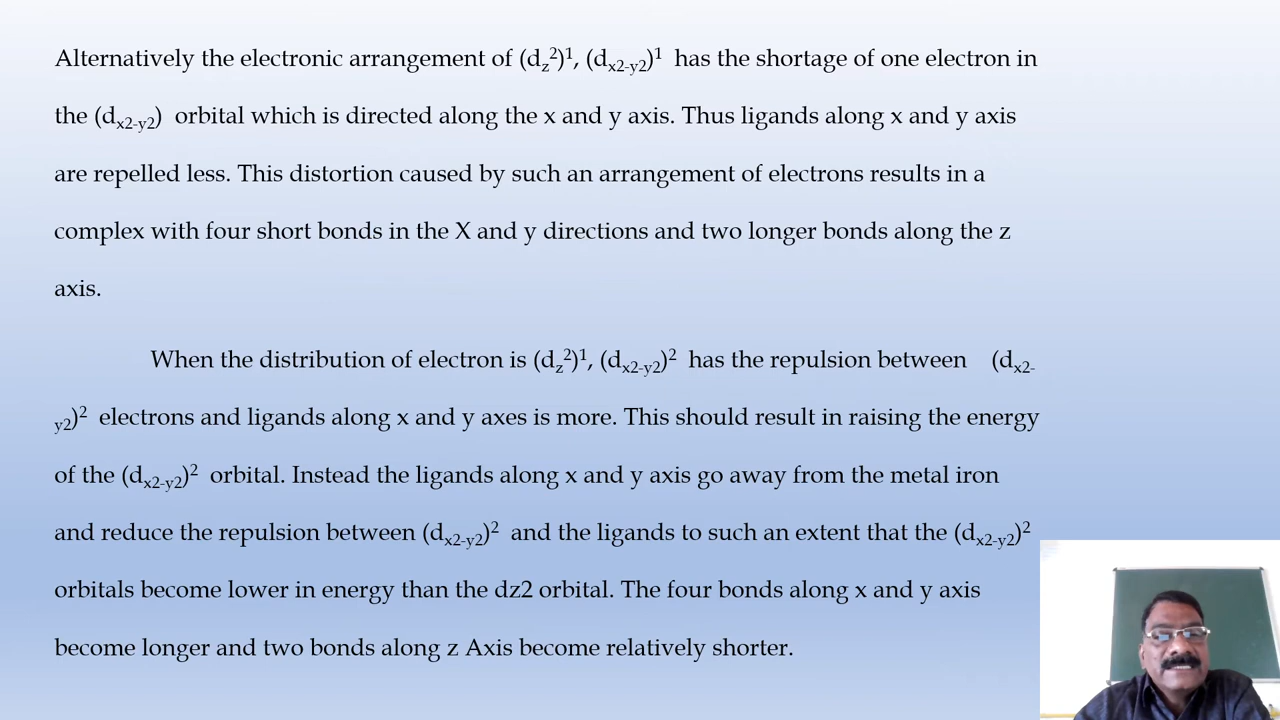 Alternatively the electronic arrangement of (dz²)¹, (dx2-y2)¹ has the shortage of one electron in
the (dx2-y2) orbital which is directed along the x and y axis. Thus ligands along x and y axis
are repelled less. This distortion caused by such an arrangement of electrons results in a
complex with four short bonds in the X and y directions and two longer bonds along the z
axis.
When the distribution of electron is (dz²)¹, (dx2-y2)² has the repulsion between (dx2-
y2)² electrons and ligands along x and y axes is more. This should result in raising the energy
of the (dx2-y2)² orbital. Instead the ligands along x and y axis go away from the metal iron
and reduce the repulsion between (dx2-y2)² and the ligands to such an extent that the (dx2-y2)²
orbitals become lower in energy than the dz2 orbital. The four bonds along x and y axis
become longer and two bonds along z Axis become relatively shorter.